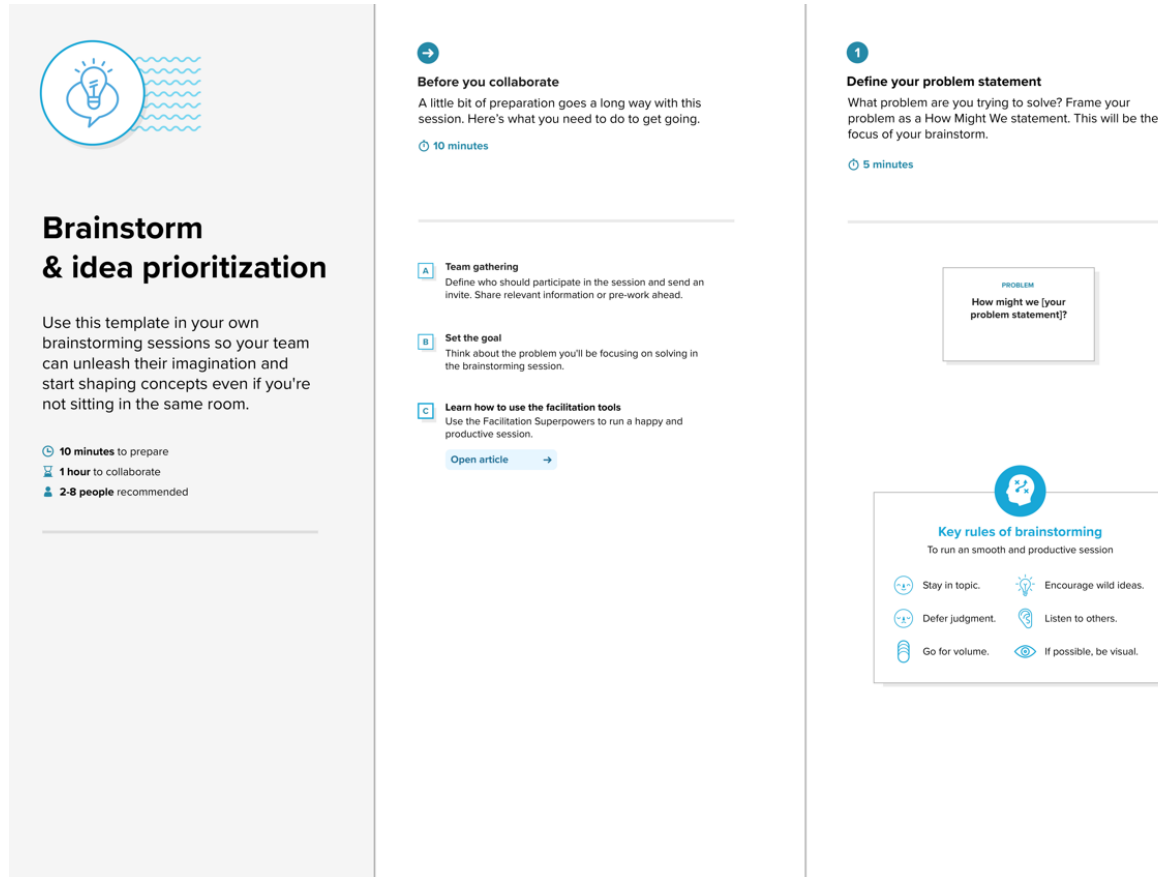 Brainstorm
& idea prioritization
Use this template in your own
brainstorming sessions so your team
can unleash their imagination and
start shaping concepts even if you're
not sitting in the same room.
10 minutes to prepare
1 hour to collaborate
2-8 people recommended
Before you collaborate
A little bit of preparation goes a long way with this
session. Here's what you need to do to get going.
10 minutes
A
Team gathering
Define who should participate in the session and send an
invite. Share relevant information or pre-work ahead.
B
Set the goal
Think about the problem you'll be focusing on solving in
the brainstorming session.
C
Learn how to use the facilitation tools
Use the Facilitation Superpowers to run a happy and
productive session.
Open article
1
Define your problem statement
What problem are you trying to solve? Frame your
problem as a How Might We statement. This will be the
focus of your brainstorm.
5 minutes
PROBLEM
How might we [your
problem statement]?
Key rules of brainstorming
To run an smooth and productive session
Stay in topic.
Encourage wild ideas.
Defer judgment.
Listen to others.
Go for volume.
If possible, be visual.